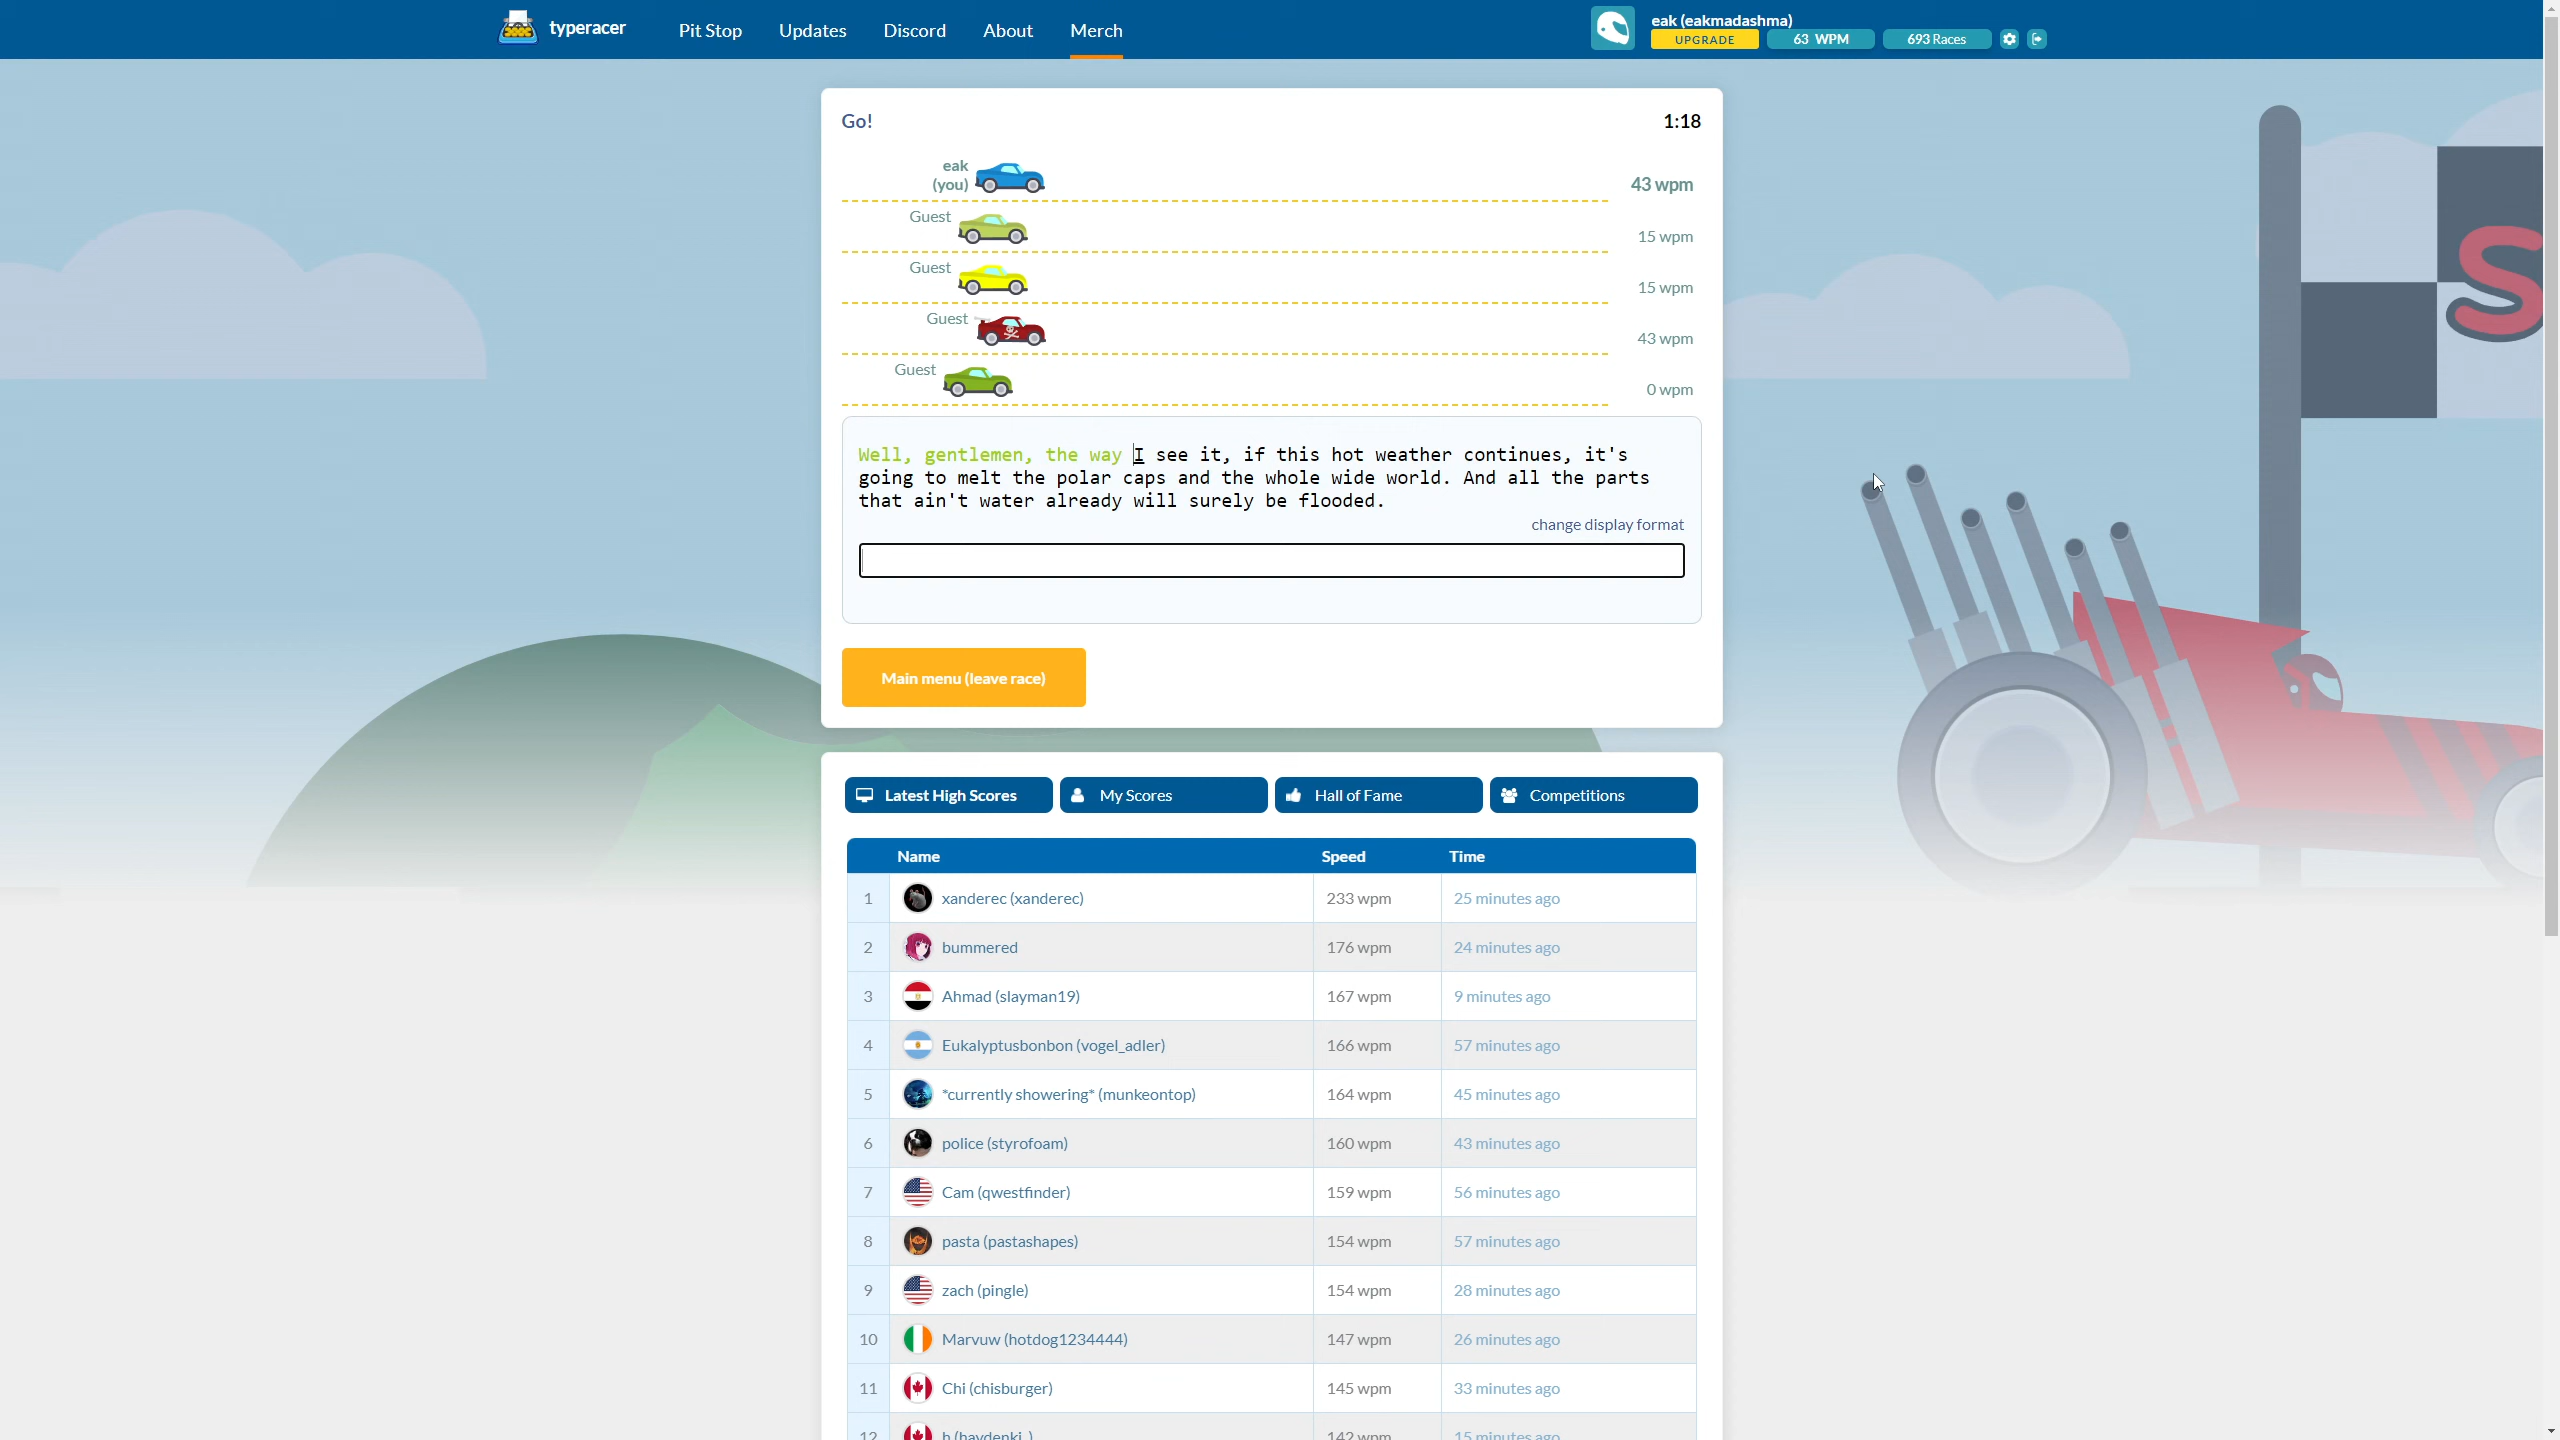 typeracer
Pit Stop
Updates
Discord
About
Merch
eak (eakmadashma)
UPGRADE
63 WPM
693 Races
Go!
1:18
eak
(you)
43 wpm
Guest
15 wpm
Guest
15 wpm
Guest
43 wpm
Guest
0 wpm
Well, gentlemen, the way I see it, if this hot weather continues, it's
going to melt the polar caps and the whole wide world. And all the parts
that ain't water already will surely be flooded.
change display format
Main menu (leave race)
Latest High Scores
My Scores
Hall of Fame
Competitions
Name Speed Time
1 xanderec (xanderec) 233 wpm 25 minutes ago
2 bummered 176 wpm 24 minutes ago
3 Ahmad (slayman19) 167 wpm 9 minutes ago
4 Eukalyptusbonbon (vogel_adler) 166 wpm 57 minutes ago
5 *currently showering* (munkeontop) 164 wpm 45 minutes ago
6 police (styrofoam) 160 wpm 43 minutes ago
7 Cam (qwestfinder) 159 wpm 56 minutes ago
8 pasta (pastashapes) 154 wpm 57 minutes ago
9 zach (pingle) 154 wpm 28 minutes ago
10 Marvuw (hotdog1234444) 147 wpm 26 minutes ago
11 Chi (chisburger) 145 wpm 33 minutes ago
12 142 wpm 15 minutes ago
S